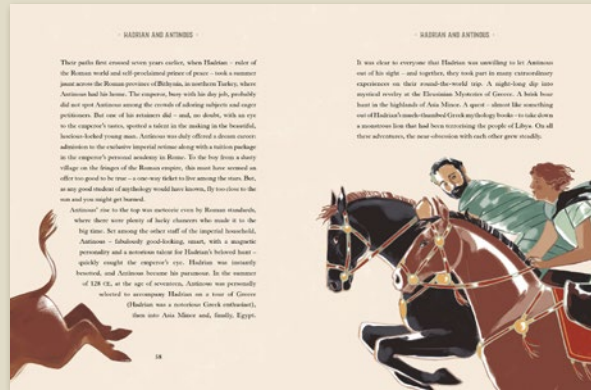 · HADRIAN AND ANTINOUS ·
Their paths first crossed seven years earlier, when Hadrian – ruler of
the Roman world and self-proclaimed prince of peace – took a summer
jaunt across the Roman province of Bithynia, in northern Turkey, where
Antinous had his home. The emperor, busy with his day job, probably
did not spot Antinous among the crowds of adoring subjects and eager
petitioners. But one of his retainers did – and, no doubt, with an eye
to the emperor's tastes, spotted a talent in the making in the beautiful,
luscious-locked young man. Antinous was duly offered a dream career:
admission to the exclusive imperial retinue along with a tuition package
in the emperor's personal academy in Rome. To the boy from a dusty
village on the fringes of the Roman empire, this must have seemed an
offer too good to be true – a one-way ticket to live among the stars. But,
as any good student of mythology would have known, fly too close to the
sun and you might get burned.
Antinous' rise to the top was meteoric even by Roman standards,
where there were plenty of lucky chancers who made it to the
big time. Set among the other staff of the imperial household,
Antinous – fabulously good-looking, smart, with a magnetic
personality and a notorious talent for Hadrian's beloved hunt –
quickly caught the emperor's eye. Hadrian was instantly
besotted, and Antinous became his paramour. In the summer
of 128 CE, at the age of seventeen, Antinous was personally
selected to accompany Hadrian on a tour of Greece
(Hadrian was a notorious Greek enthusiast),
then into Asia Minor and, finally, Egypt.
58
· HADRIAN AND ANTINOUS ·
It was clear to everyone that Hadrian was unwilling to let Antinous
out of his sight – and together, they took part in many extraordinary
experiences on their round-the-world trip. A night-long dip into
mystical revelry at the Eleusinian Mysteries of Greece. A brisk bear
hunt in the highlands of Asia Minor. A quest – almost like something
out of Hadrian's much-thumbed Greek mythology books – to take down
a monstrous lion that had been terrorising the people of Libya. On all
these adventures, the near-obsession with each other grew steadily.